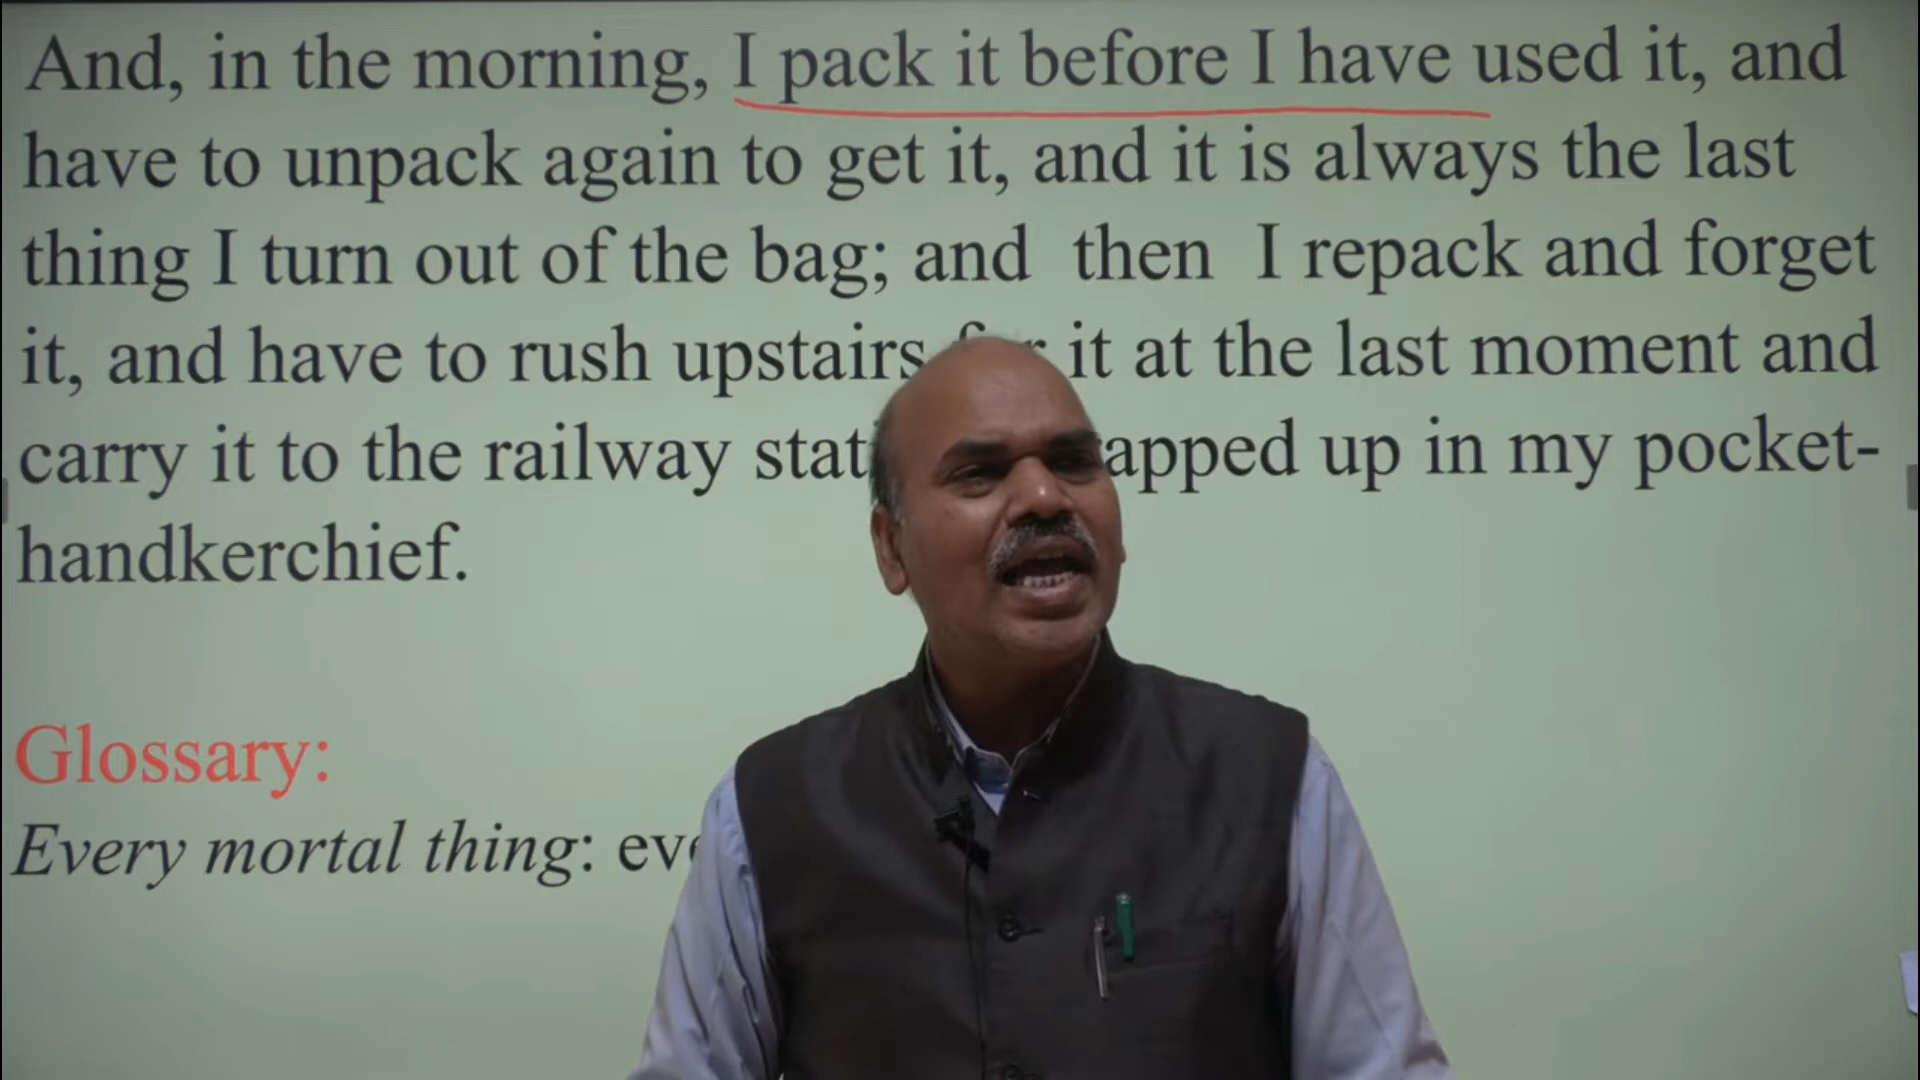 And, in the morning, I pack it before I have used it, and
have to unpack again to get it, and it is always the last
thing I turn out of the bag; and then I repack and forget
it, and have to rush upstairs it at the last moment and
carry it to the railway up in my pocket-
handkerchief.
Glossary:
Every mortal thing: